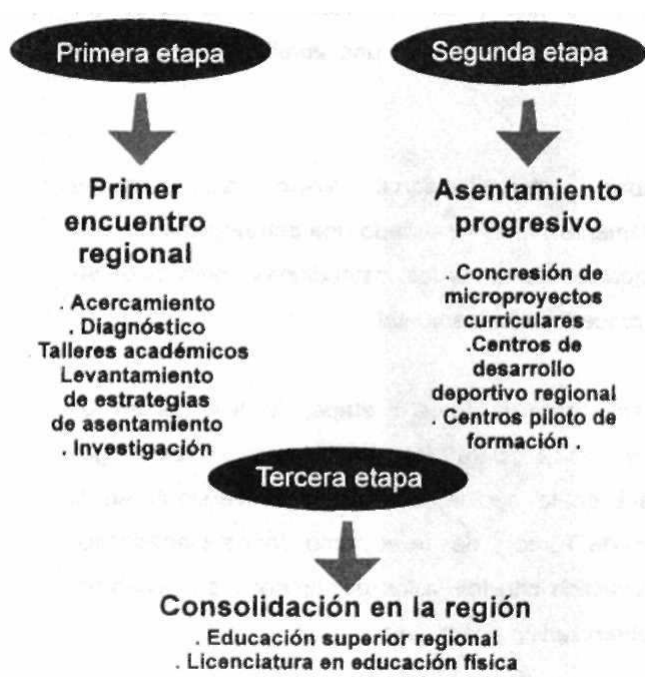 Primera etapa
Primer
encuentro
regional
. Acercamiento
. Diagnóstico
. Talleres académicos
Levantamiento
de estrategias
de asentamiento
. Investigación
Segunda etapa
Asentamiento
progresivo
. Concresión de
microproyectos
curriculares
.Centros de
desarrollo
deportivo regional
. Centros piloto de
formación .
Tercera etapa
Consolidación en la región
. Educación superior regional
. Licenciatura en educación física